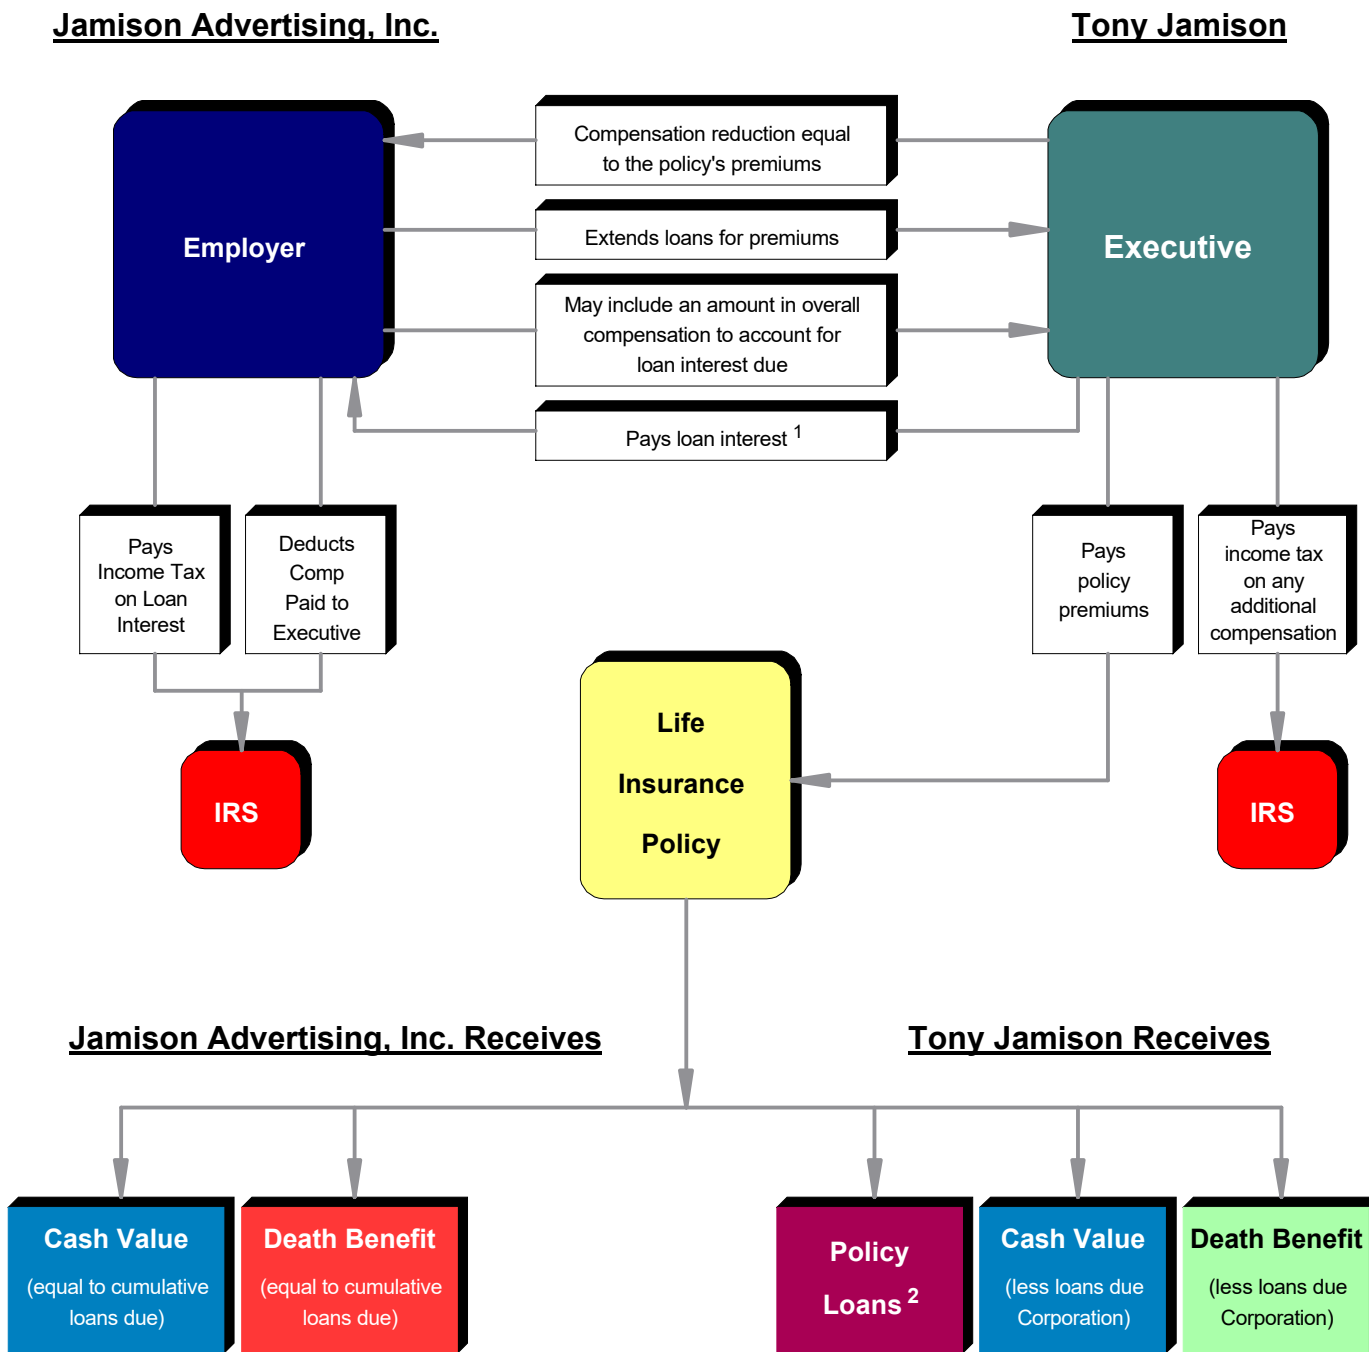 Jamison Advertising, Inc.
Tony Jamison
Compensation reduction equal
to the policy's premiums
Employer
Extends loans for premiums
Executive
May include an amount in overall
compensation to account for
loan interest due
Pays loan interest 1
Pays
Income Tax
on Loan
Interest
Deducts
Comp
Paid to
Executive
Pays
policy
premiums
Pays
income tax
on any
additional
compensation
Life
Insurance
Policy
IRS
IRS
Jamison Advertising, Inc. Receives
Tony Jamison Receives
Cash Value
(equal to cumulative
loans due)
Death Benefit
(equal to cumulative
loans due)
Policy
Loans 2
Cash Value
(less loans due
Corporation)
Death Benefit
(less loans due
Corporation)